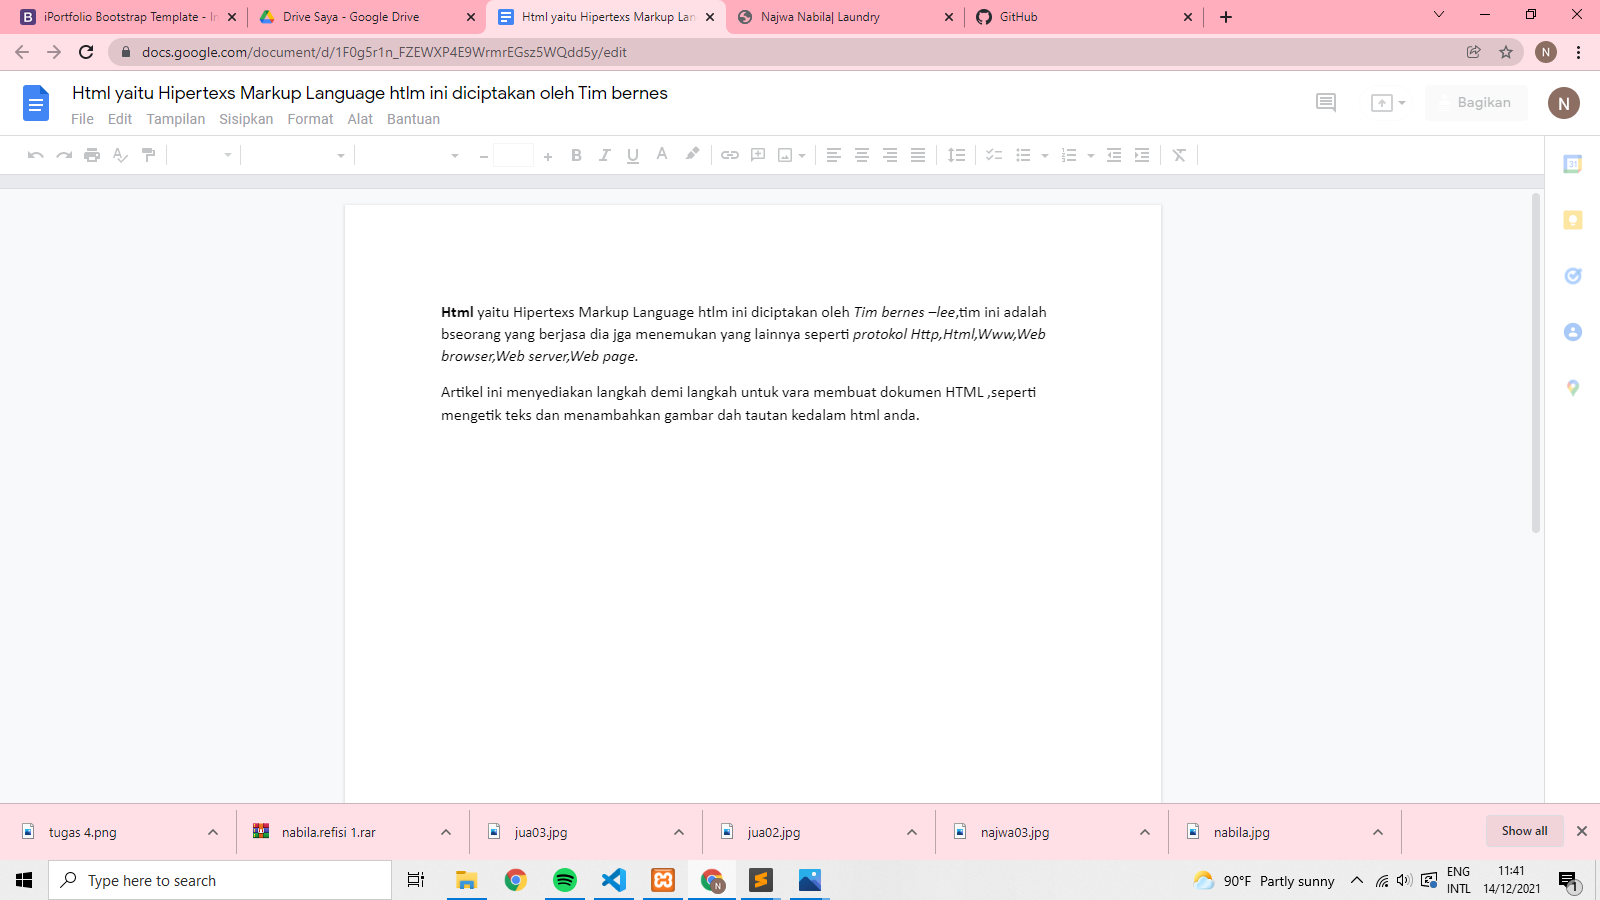 iPortfolio Bootstrap Template - In
Drive Saya - Google Drive
Html yaitu Hipertexs Markup Lan
Najwa Nabila| Laundry
GitHub
docs.google.com/document/d/1F0g5r1n_FZEWXP4E9WrmrEGsz5WQdd5y/edit
N
Html yaitu Hipertexs Markup Language htlm ini diciptakan oleh Tim bernes
File Edit Tampilan Sisipkan Format Alat Bantuan
Bagikan
N
Html yaitu Hipertexs Markup Language htlm ini diciptakan oleh Tim bernes –lee,tim ini adalah
bseorang yang berjasa dia jga menemukan yang lainnya seperti protokol Http,Html,Www,Web
browser,Web server,Web page.
Artikel ini menyediakan langkah demi langkah untuk vara membuat dokumen HTML ,seperti
mengetik teks dan menambahkan gambar dah tautan kedalam html anda.
tugas 4.png
nabila.refisi 1.rar
jua03.jpg
jua02.jpg
najwa03.jpg
nabila.jpg
Show all
Type here to search
90°F Partly sunny
ENG
INTL
11:41
14/12/2021
1